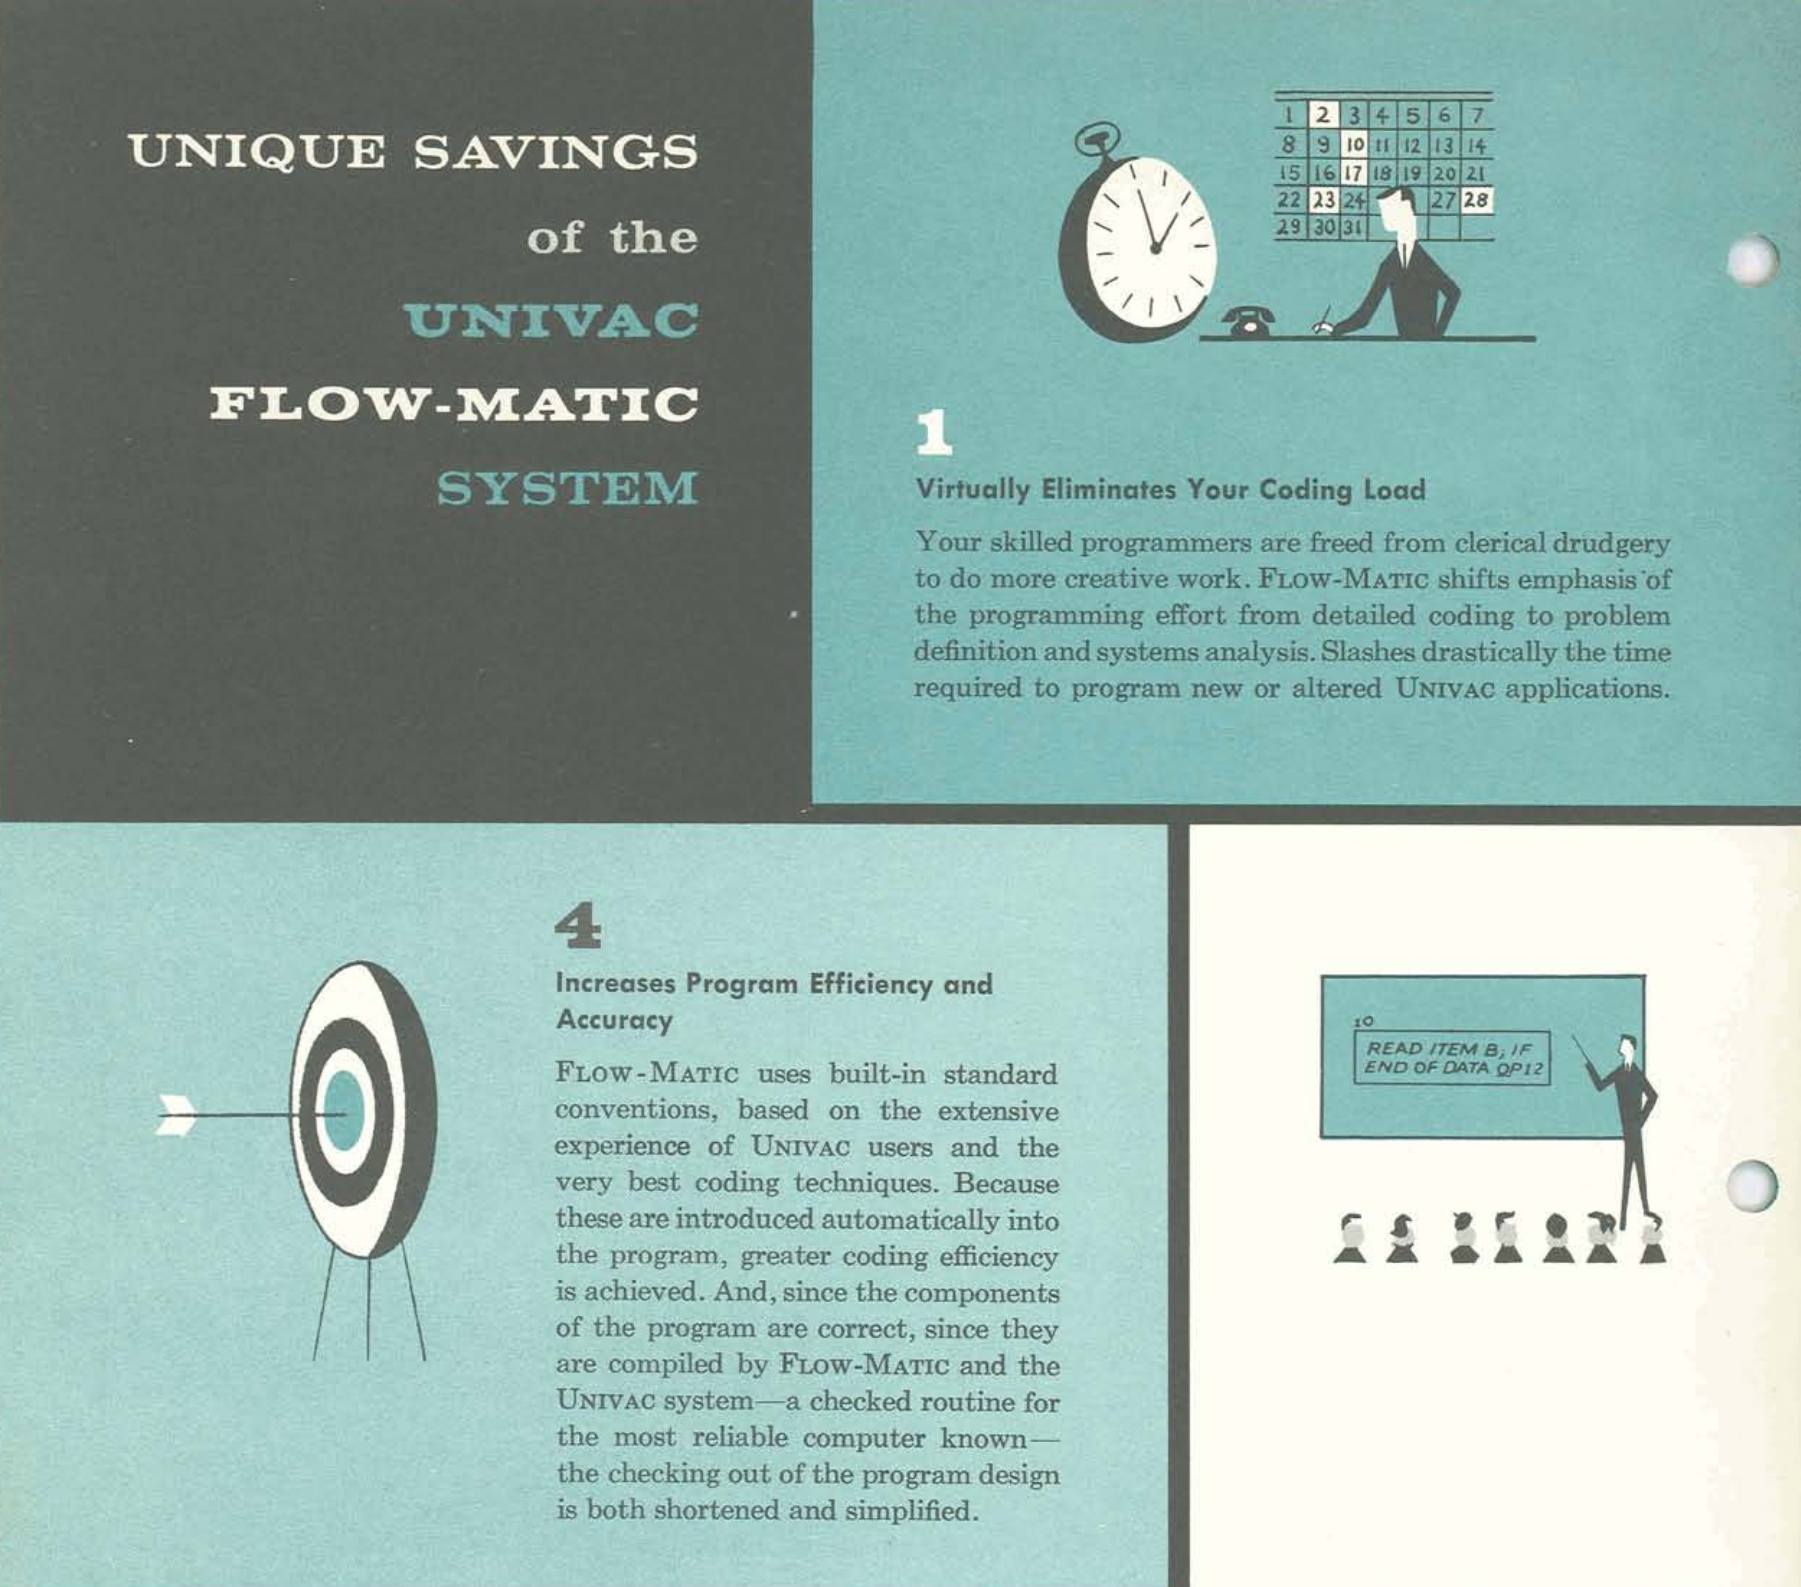 UNIQUE SAVINGS
of the
UNIVAC
FLOW-MATIC
SYSTEM
1 2 3 4 5 6 7
8 9 10 11 12 13 14
15 16 17 18 19 20 21
22 23 24 27 28
29 30 31
1
Virtually Eliminates Your Coding Load
Your skilled programmers are freed from clerical drudgery
to do more creative work. FLOW-MATIC shifts emphasis of
the programming effort from detailed coding to problem
definition and systems analysis. Slashes drastically the time
required to program new or altered UNIVAC applications.
4
Increases Program Efficiency and
Accuracy
FLOW-MATIC uses built-in standard
conventions, based on the extensive
experience of UNIVAC users and the
very best coding techniques. Because
these are introduced automatically into
the program, greater coding efficiency
is achieved. And, since the components
of the program are correct, since they
are compiled by FLOW-MATIC and the
UNIVAC system—a checked routine for
the most reliable computer known—
the checking out of the program design
is both shortened and simplified.
10
READ ITEM B; IF
END OF DATA OP12